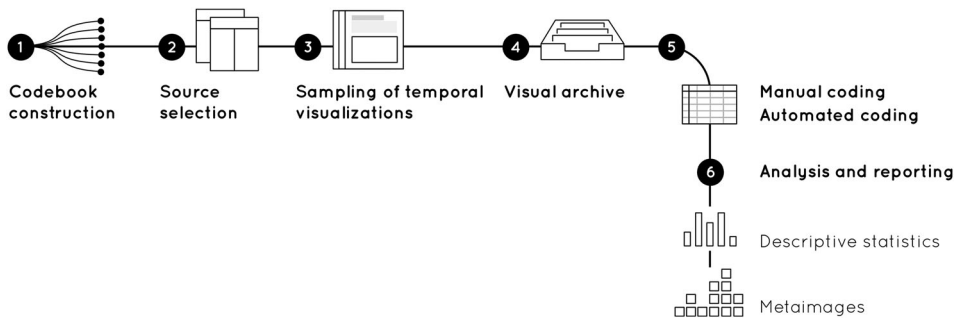 1
2
3
4
5
Codebook
construction
Source
selection
Sampling of temporal
visualizations
Visual archive
Manual coding
Automated coding
6
Analysis and reporting
Descriptive statistics
Metaimages